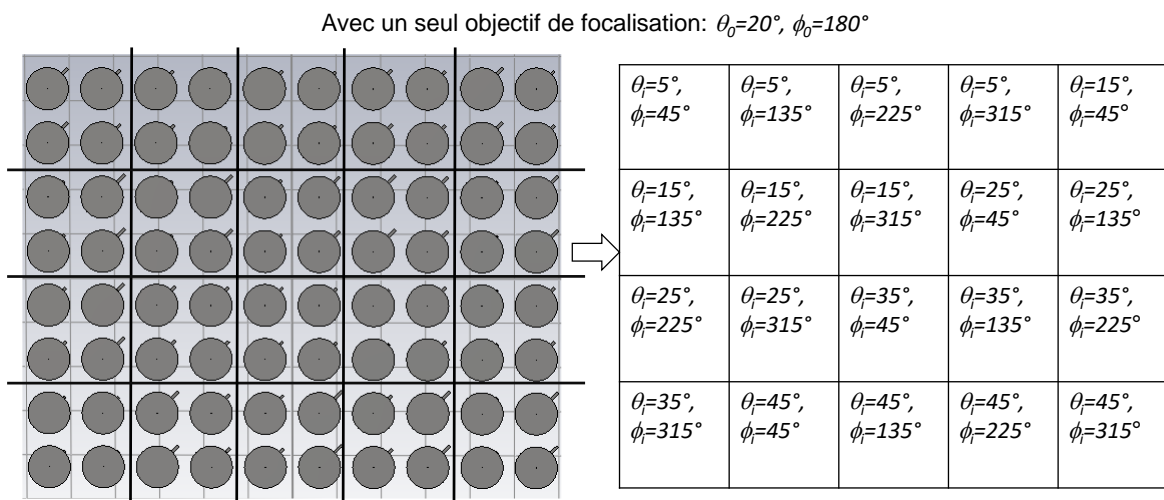 Avec un seul objectif de focalisation: θ0=20°, ϕ0=180°
θi=5°, θi=5°, θi=5°, θi=5°, θi=15°,
ϕi=45° ϕi=135° ϕi=225° ϕi=315° ϕi=45°
θi=15°, θi=15°, θi=15°, θi=25°, θi=25°,
ϕi=135° ϕi=225° ϕi=315° ϕi=45° ϕi=135°
θi=25°, θi=25°, θi=35°, θi=35°, θi=35°,
ϕi=225° ϕi=315° ϕi=45° ϕi=135° ϕi=225°
θi=35°, θi=45°, θi=45°, θi=45°, θi=45°,
ϕi=315° ϕi=45° ϕi=135° ϕi=225° ϕi=315°